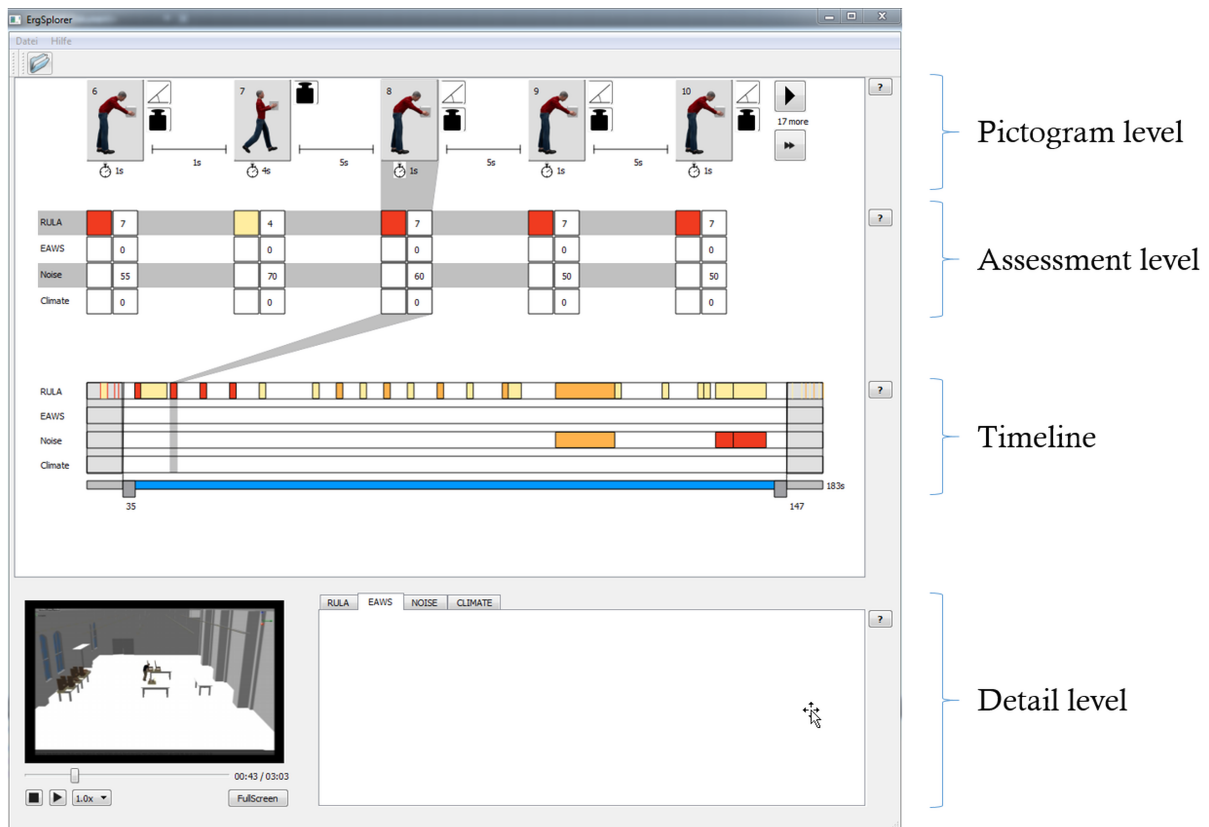 ErgSplorer
Datei Hilfe
6 7 8 9 10
17 more
1s 5s 5s 5s
1s 4s 1s 1s 1s
?
Pictogram level
RULA 7 4 7 7 7
EAWS 0 0 0 0 0
Noise 55 70 60 50 50
Climate 0 0 0 0 0
?
Assessment level
RULA
EAWS
Noise
Climate
183s
35 147
?
Timeline
RULA EAWS NOISE CLIMATE
?
00:43 / 03:03
1.0x FullScreen
Detail level